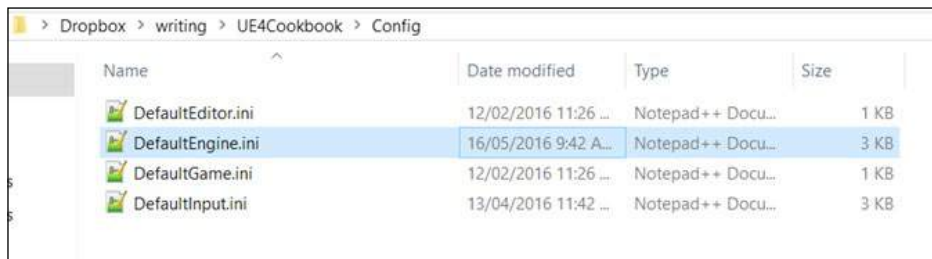 > Dropbox > writing > UE4Cookbook > Config
Name Date modified Type Size
DefaultEditor.ini 12/02/2016 11:26 ... Notepad++ Docu... 1 KB
DefaultEngine.ini 16/05/2016 9:42 A... Notepad++ Docu... 3 KB
DefaultGame.ini 12/02/2016 11:26 ... Notepad++ Docu... 1 KB
DefaultInput.ini 13/04/2016 11:42 ... Notepad++ Docu... 3 KB
s
s